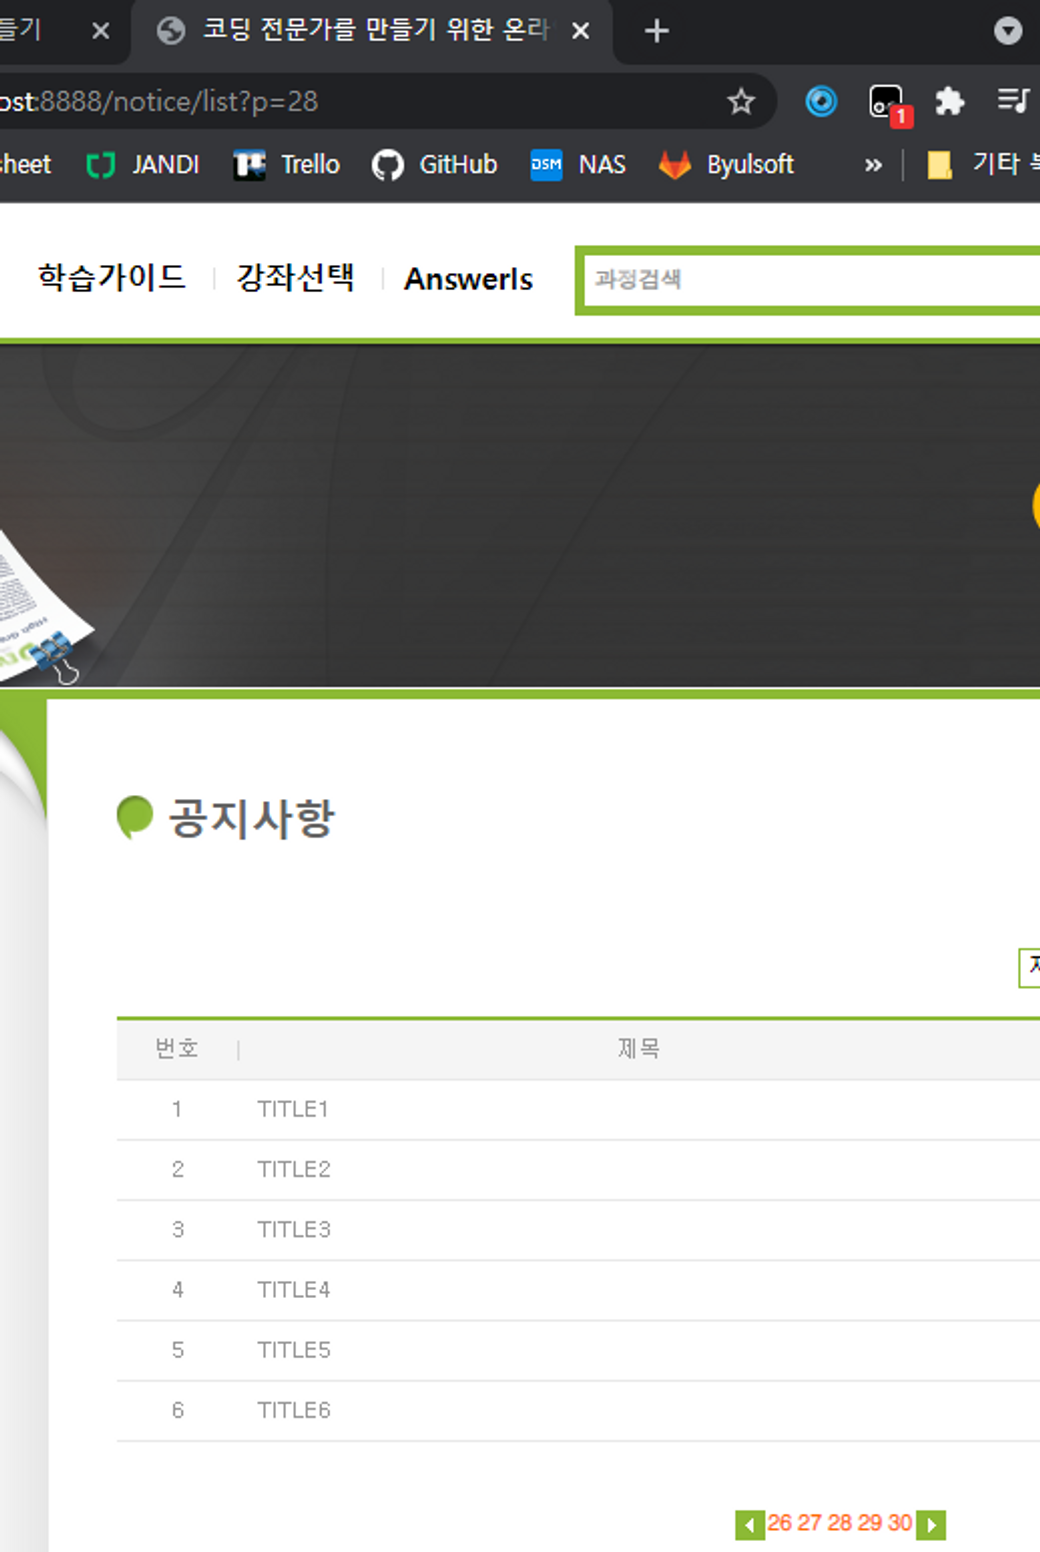 들기
코딩 전문가를 만들기 위한 온라
ost:8888/notice/list?p=28
1
sheet JANDI Trello GitHub DSM NAS Byulsoft » 기타
학습가이드 강좌선택 AnswerIs 과정검색
공지사항
번호 제목
1 TITLE1
2 TITLE2
3 TITLE3
4 TITLE4
5 TITLE5
6 TITLE6
26 27 28 29 30